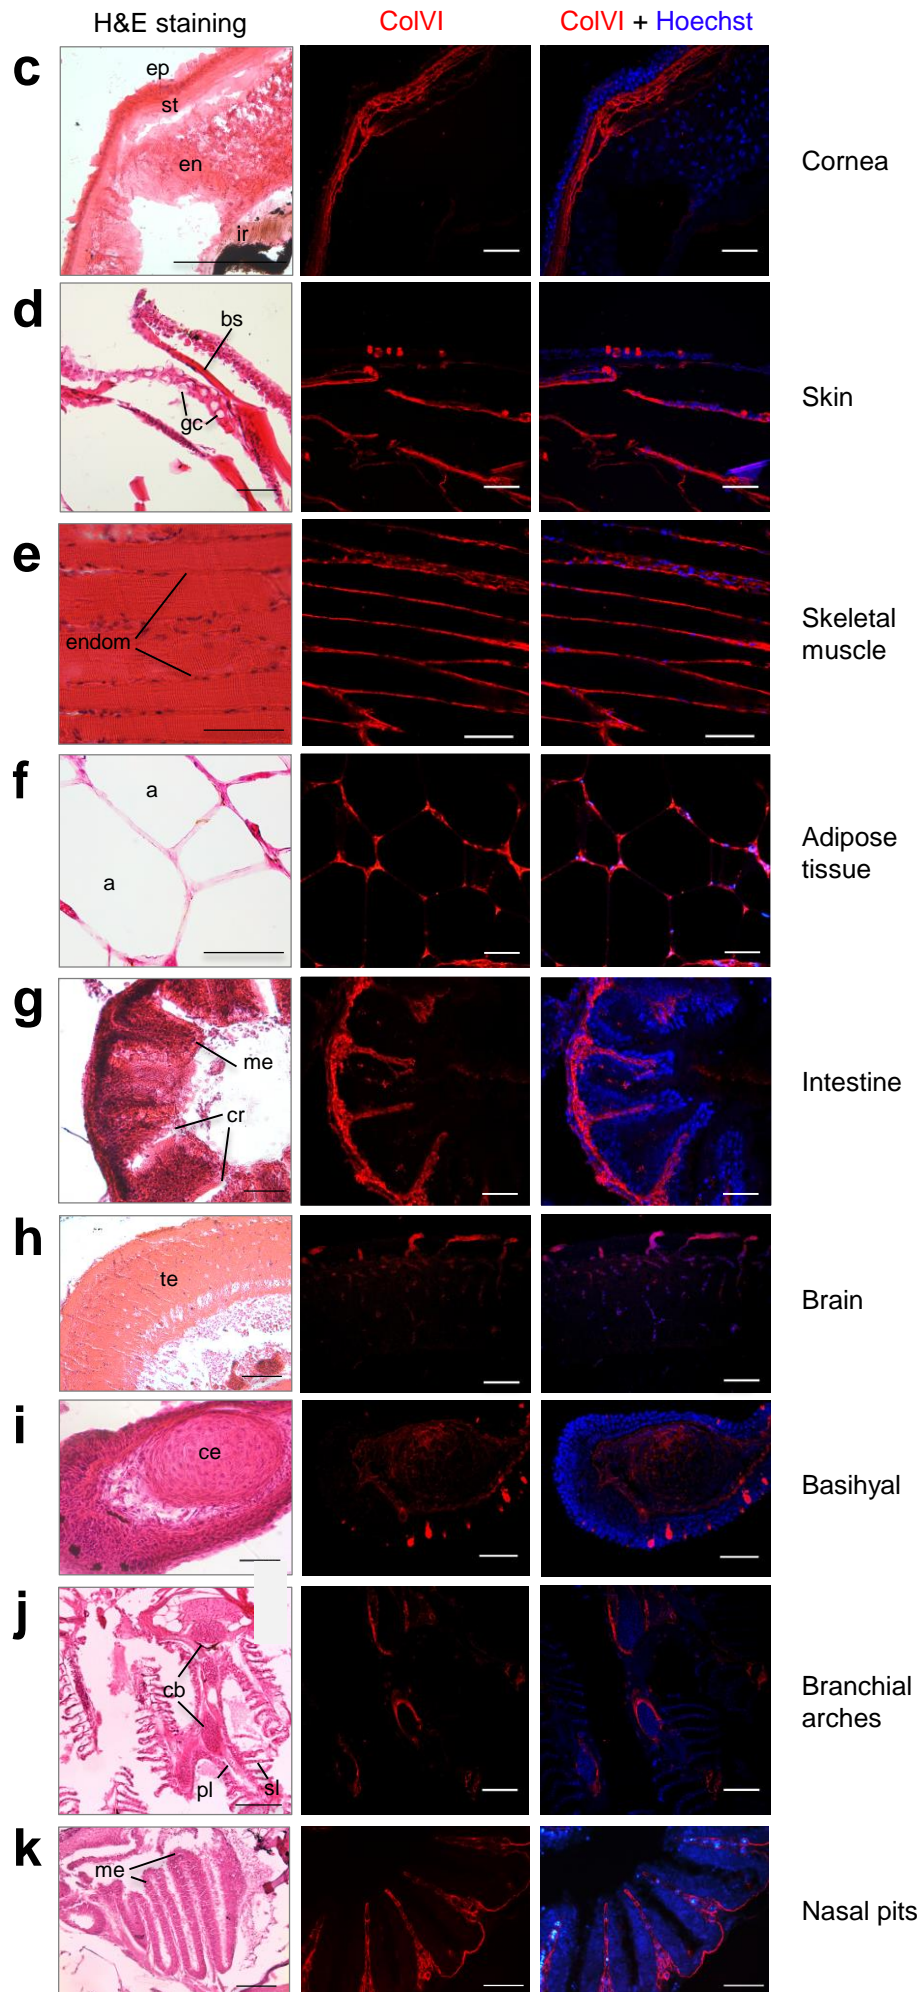 H&E staining
ColVI
ColVI + Hoechst
c
ep
st
en
ir
Cornea
d
bs
gc
Skin
e
endom
Skeletal
muscle
f
a
a
Adipose
tissue
g
me
cr
Intestine
h
te
Brain
i
ce
Basihyal
j
cb
pl
sl
Branchial
arches
k
me
Nasal pits